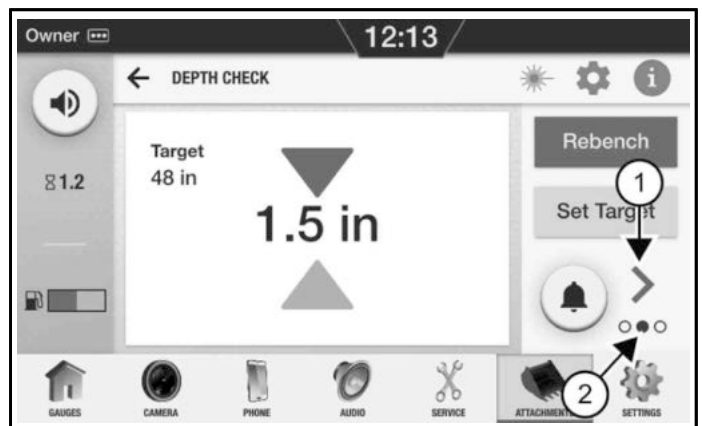 Owner
12:13
DEPTH CHECK
i
1.2
Target
48 in
1.5 in
Rebench
1
Set Target
2
GAUGES
CAMERA
PHONE
AUDIO
SERVICE
ATTACHMENTS
SETTINGS